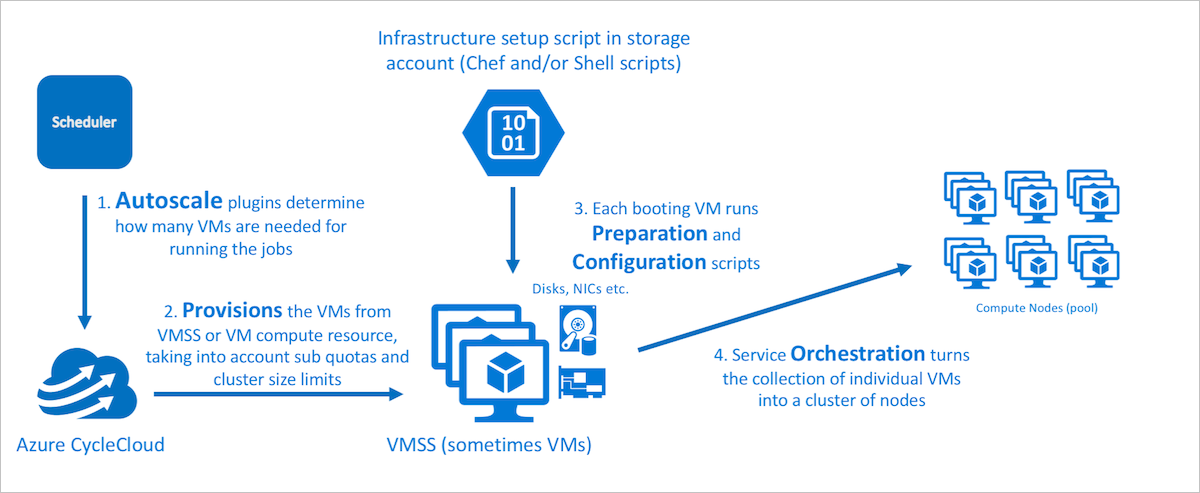 Infrastructure setup script in storage
account (Chef and/or Shell scripts)
Scheduler
10
01
1. Autoscale plugins determine
how many VMs are needed for
running the jobs
3. Each booting VM runs
Preparation and
Configuration scripts
Disks, NICs etc.
2. Provisions the VMs from
VMSS or VM compute resource,
taking into account sub quotas and
cluster size limits
Compute Nodes (pool)
4. Service Orchestration turns
the collection of individual VMs
into a cluster of nodes
Azure CycleCloud
VMSS (sometimes VMs)